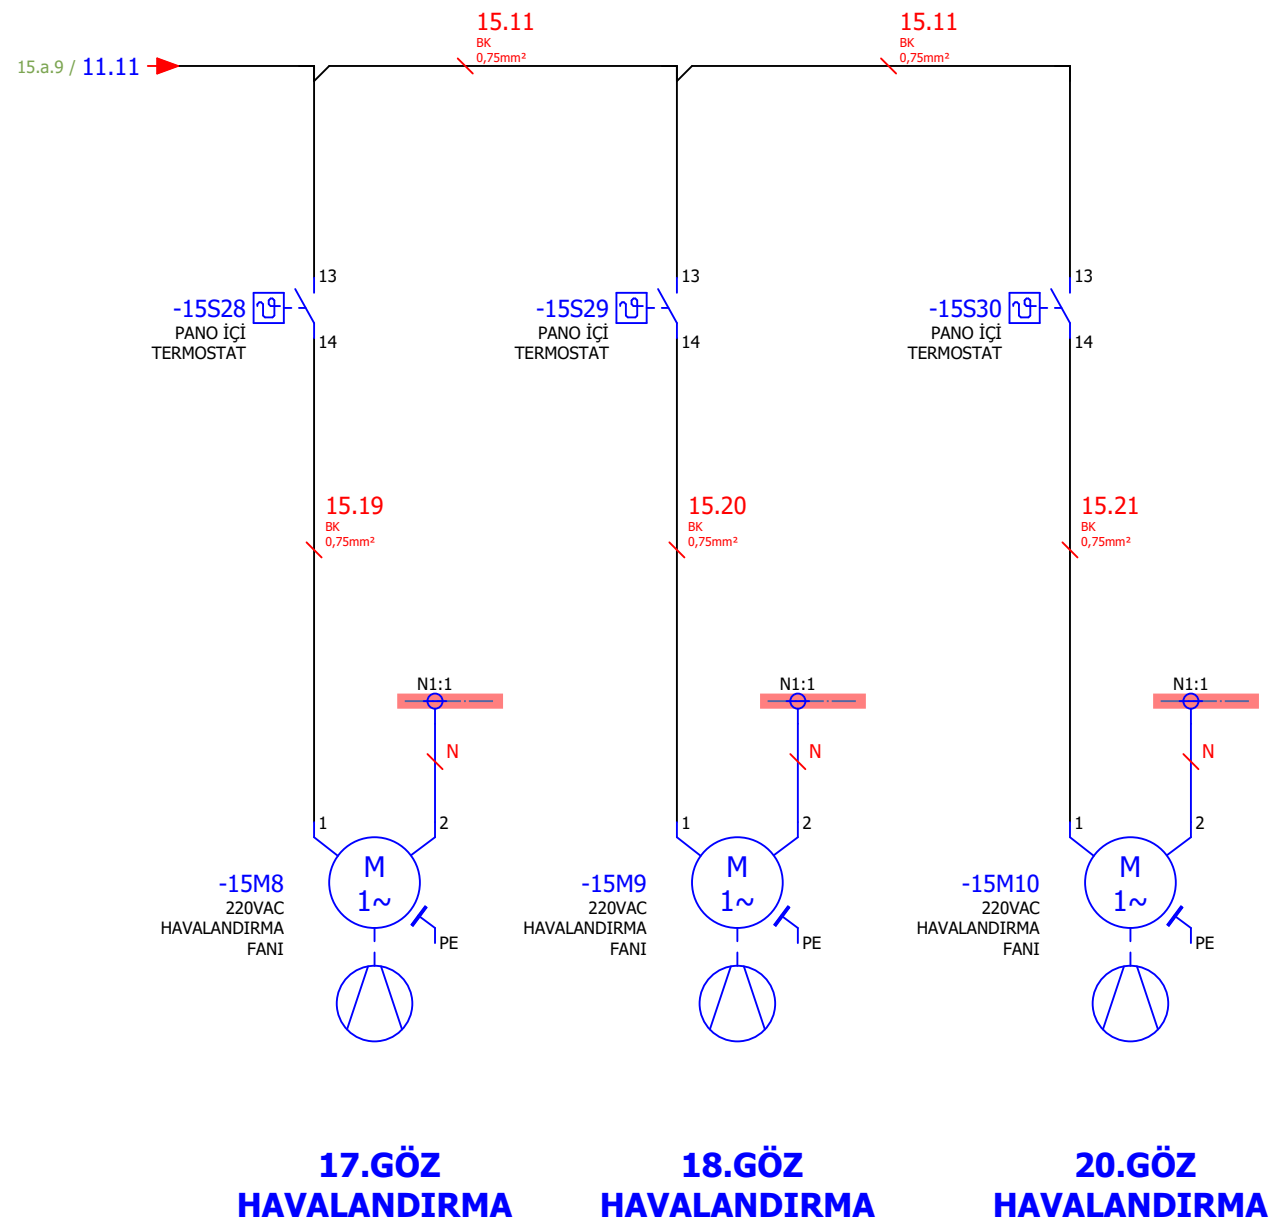 15.11
BK
0,75mm²
15.11
BK
0,75mm²
15.a.9 / 11.11
13
-15S28
PANO İÇİ
TERMOSTAT
14
13
-15S29
PANO İÇİ
TERMOSTAT
14
13
-15S30
PANO İÇİ
TERMOSTAT
14
15.19
BK
0,75mm²
15.20
BK
0,75mm²
15.21
BK
0,75mm²
N1:1
N
N1:1
N
N1:1
N
1
2
M
1~
-15M8
220VAC
HAVALANDIRMA
FANI
PE
1
2
M
1~
-15M9
220VAC
HAVALANDIRMA
FANI
PE
1
2
M
1~
-15M10
220VAC
HAVALANDIRMA
FANI
PE
17.GÖZ
HAVALANDIRMA
18.GÖZ
HAVALANDIRMA
20.GÖZ
HAVALANDIRMA